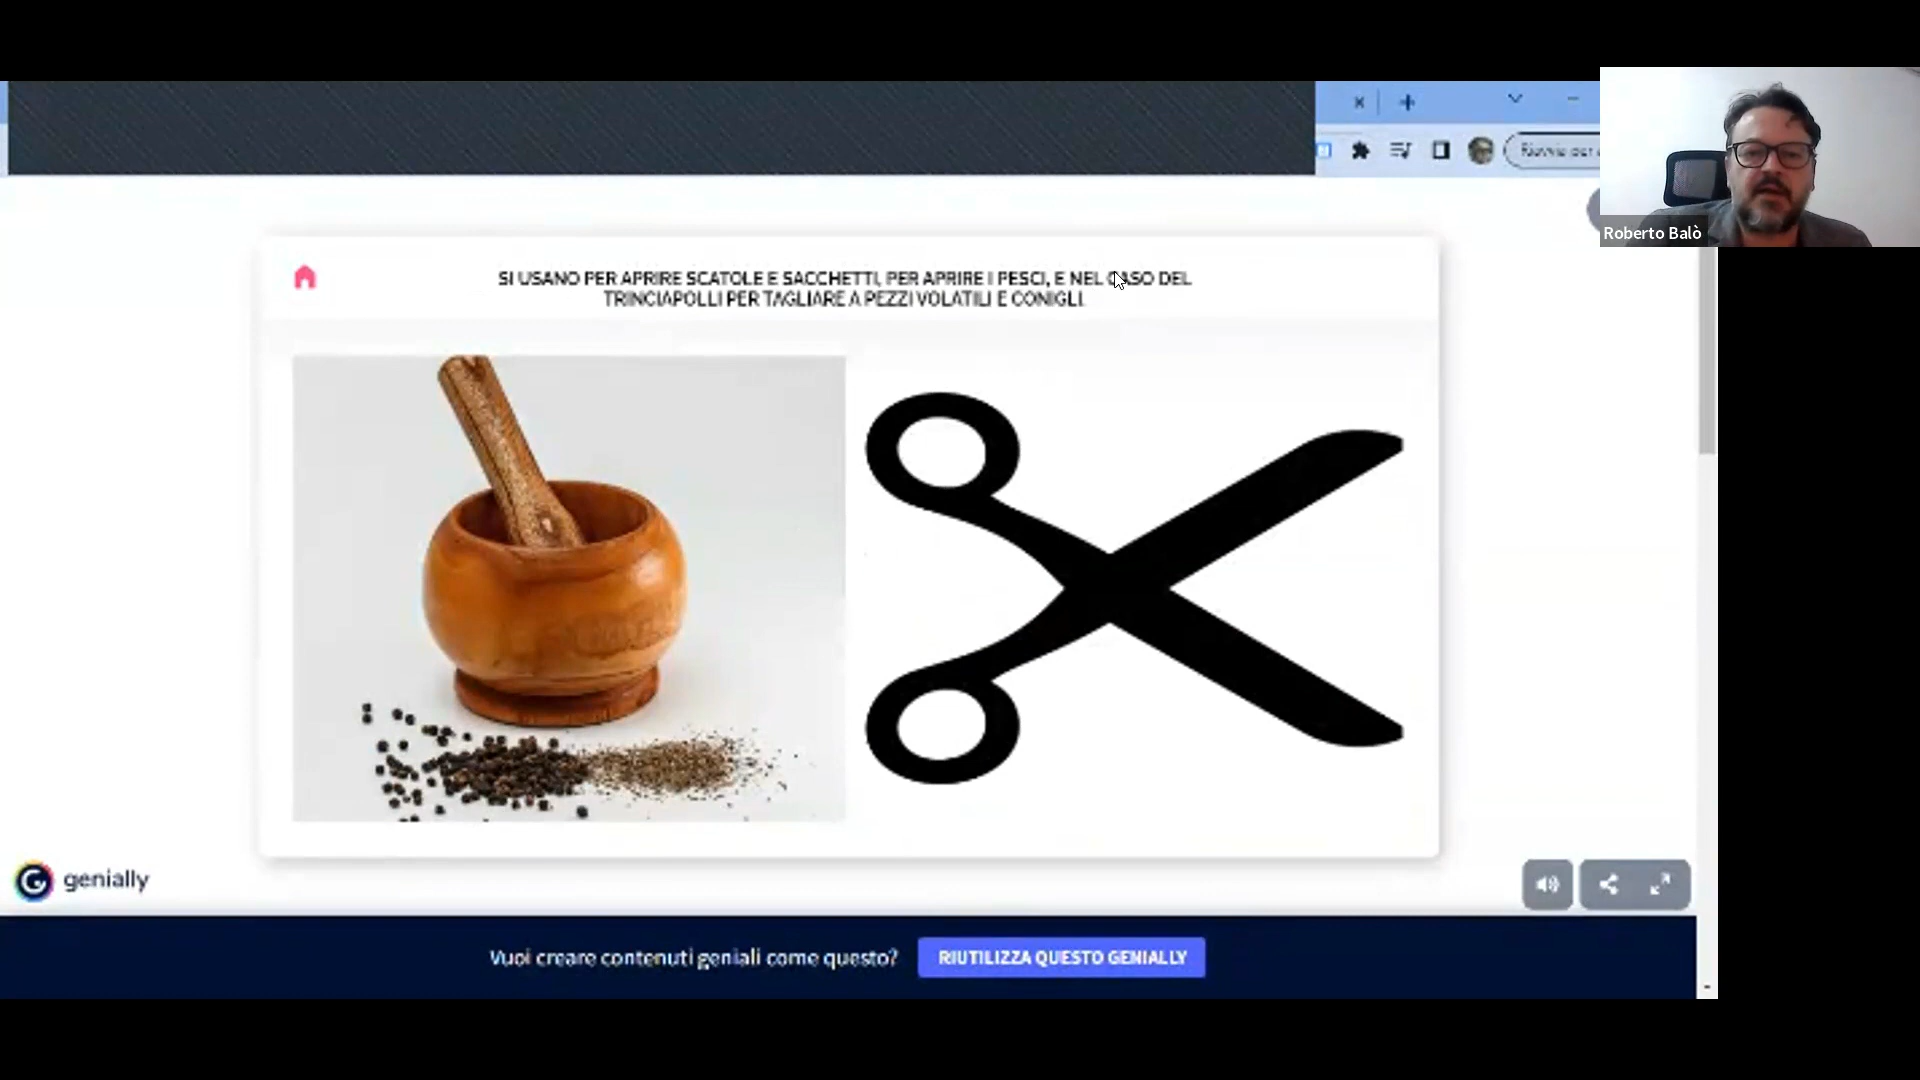 Roberto Balò
SI USANO PER APRIRE SCATOLE E SACCHETTI, PER APRIRE I PESCI, E NEL CASO DEL
TRINCIAPOLLI PER TAGLIARE A PEZZI VOLATILI E CONIGLI.
genially
Vuoi creare contenuti geniali come questo?
RIUTILIZZA QUESTO GENIALLY